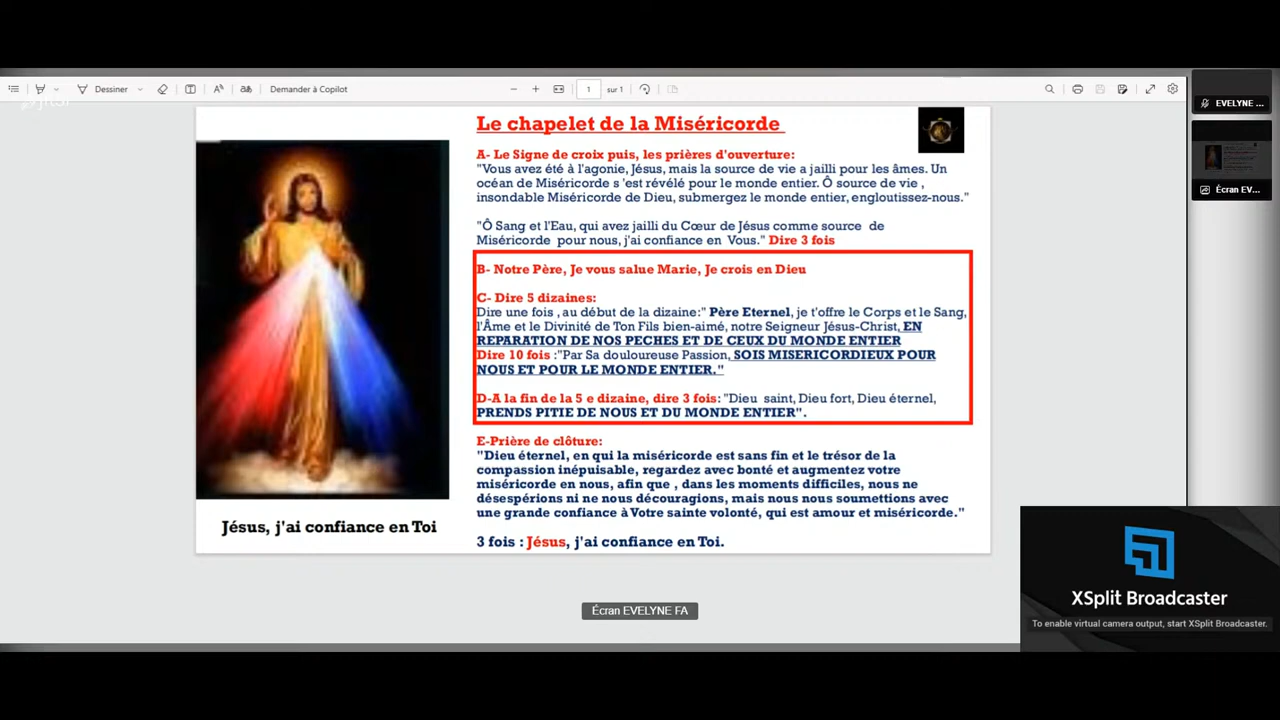 Dessiner
Demander à Copilot
1 sur 1
EVELYNE ...
Écran EV...
Le chapelet de la Miséricorde
A- Le Signe de croix puis, les prières d'ouverture:
"Vous avez été à l'agonie, Jésus, mais la source de vie a jailli pour les âmes. Un
océan de Miséricorde s 'est révélé pour le monde entier. Ô source de vie ,
insondable Miséricorde de Dieu, submergez le monde entier, engloutissez-nous."
"Ô Sang et l'Eau, qui avez jailli du Cœur de Jésus comme source de
Miséricorde pour nous, j'ai confiance en Vous." Dire 3 fois
B- Notre Père, Je vous salue Marie, Je crois en Dieu
C- Dire 5 dizaines:
Dire une fois , au début de la dizaine:" Père Eternel, je t'offre le Corps et le Sang,
l'Âme et le Divinité de Ton Fils bien-aimé, notre Seigneur Jésus-Christ, EN
REPARATION DE NOS PECHES ET DE CEUX DU MONDE ENTIER
Dire 10 fois :"Par Sa douloureuse Passion, SOIS MISERICORDIEUX POUR
NOUS ET POUR LE MONDE ENTIER."
D-A la fin de la 5 e dizaine, dire 3 fois: "Dieu saint, Dieu fort, Dieu éternel,
PRENDS PITIE DE NOUS ET DU MONDE ENTIER".
E-Prière de clôture:
"Dieu éternel, en qui la miséricorde est sans fin et le trésor de la
compassion inépuisable, regardez avec bonté et augmentez votre
miséricorde en nous, afin que , dans les moments difficiles, nous ne
désespérions ni ne nous découragions, mais nous nous soumettions avec
une grande confiance à Votre sainte volonté, qui est amour et miséricorde."
3 fois : Jésus, j'ai confiance en Toi.
Jésus, j'ai confiance en Toi
Écran EVELYNE FA
XSplit Broadcaster
To enable virtual camera output, start XSplit Broadcaster.